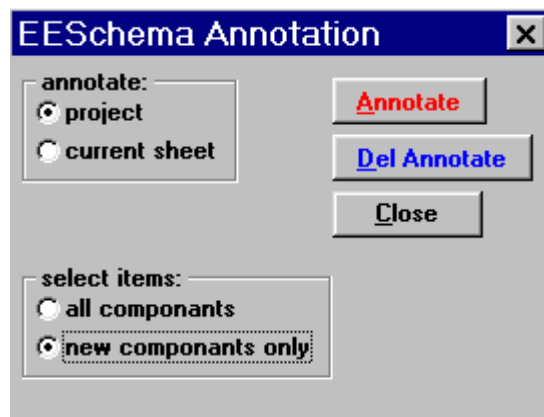 EESchema Annotation
annotate:
project
current sheet
Annotate
Del Annotate
Close
select items:
all componants
new componants only